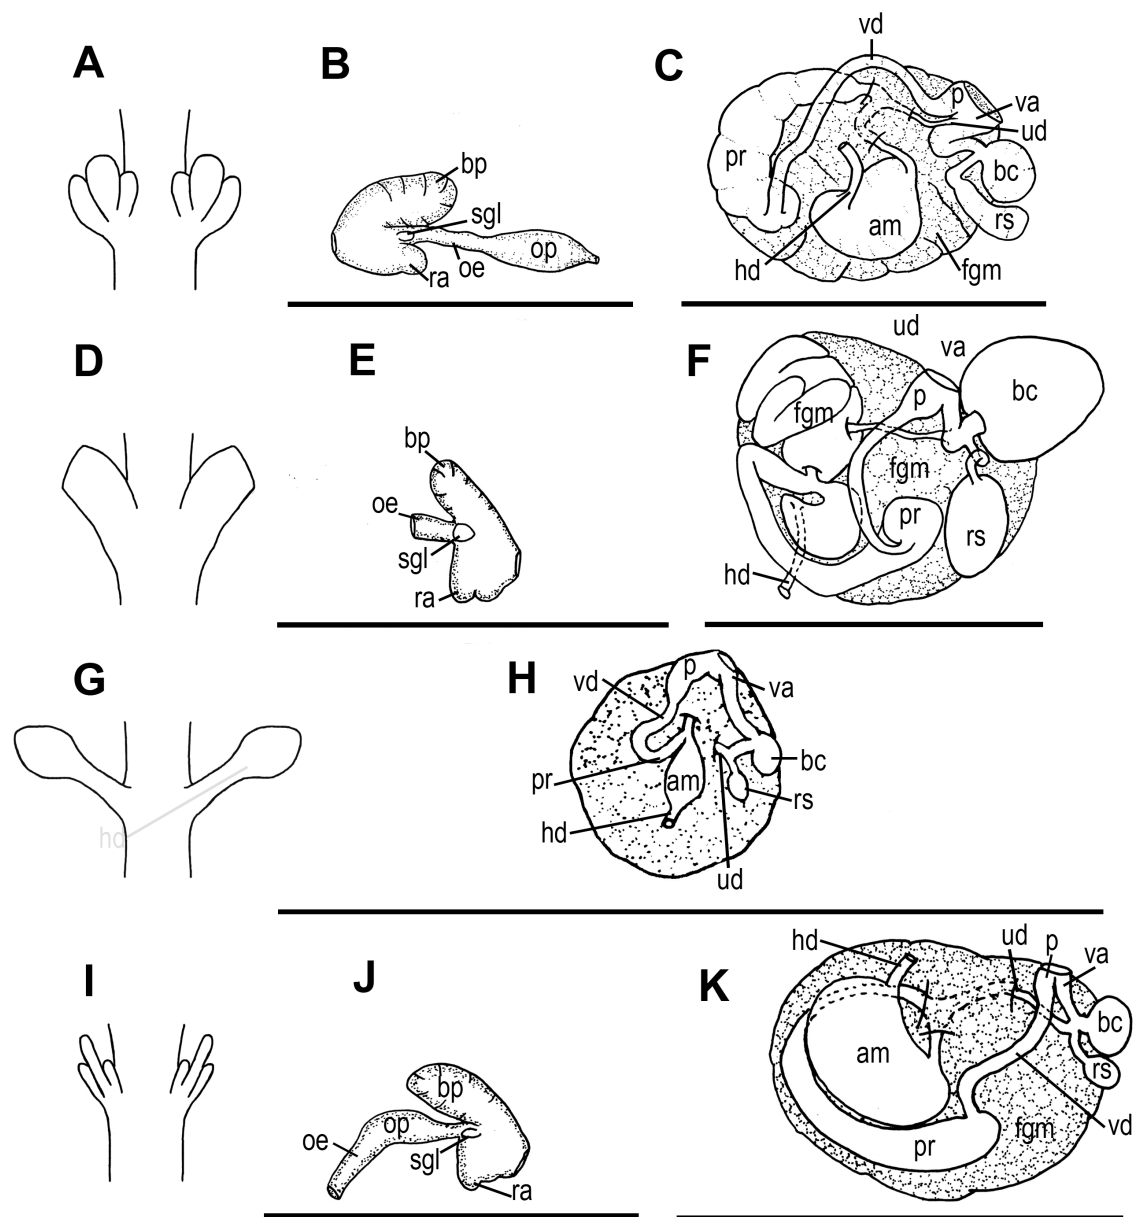 A
B
bp
sgl
op
oe
ra
C
vd
p
va
ud
pr
bc
rs
am
hd
fgm
D
E
bp
oe
sgl
ra
F
ud
va
bc
p
fgm
fgm
pr
rs
hd
G
hd
H
p
vd
va
pr
am
bc
rs
hd
ud
I
J
bp
op
oe
sgl
ra
K
hd
ud
p
va
bc
am
rs
vd
fgm
pr